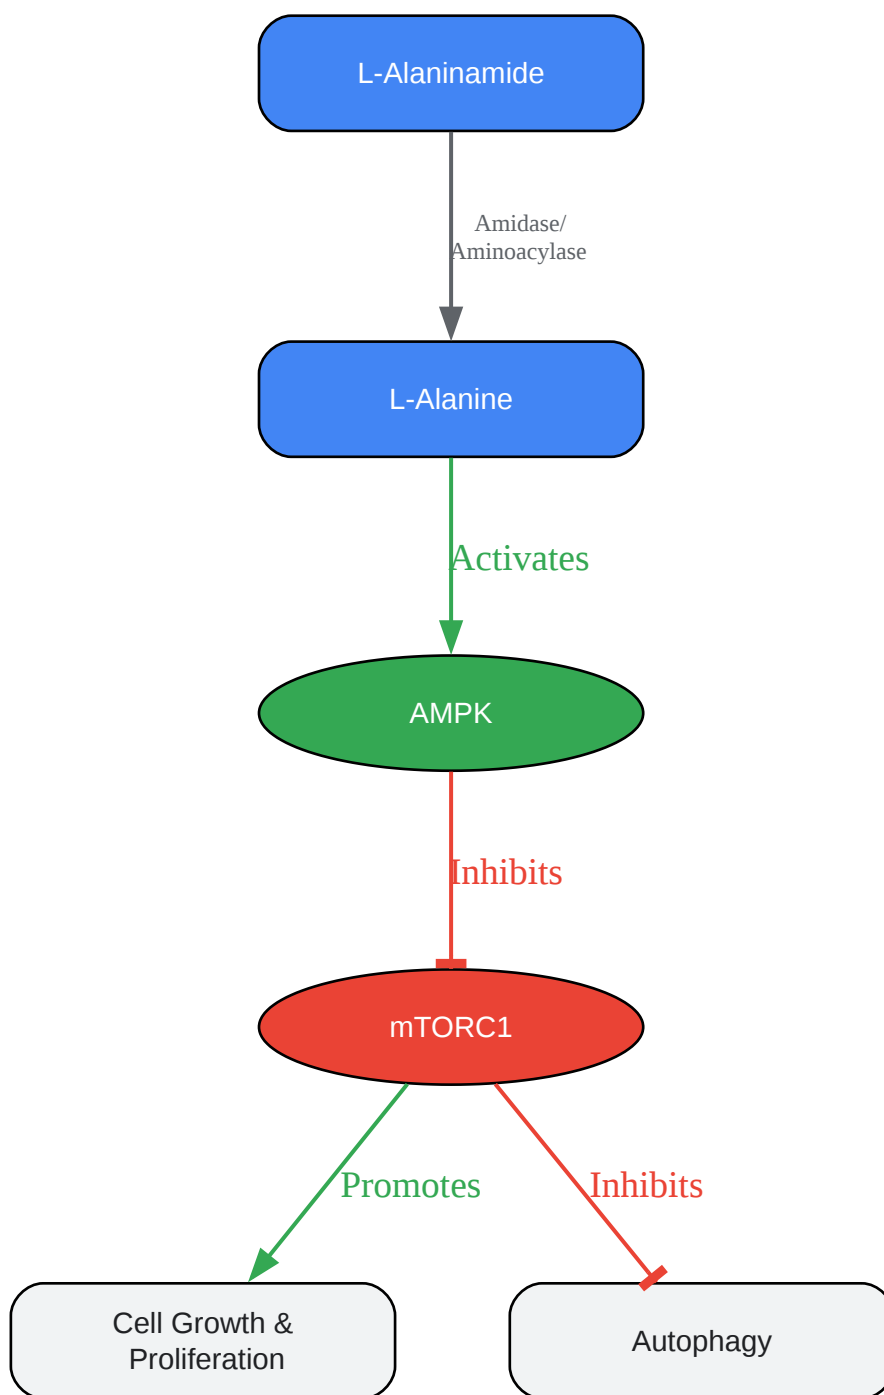 L-Alaninamide
Amidase/
Aminoacylase
L-Alanine
Activates
AMPK
Inhibits
mTORC1
Promotes
Inhibits
Cell Growth &
Proliferation
Autophagy